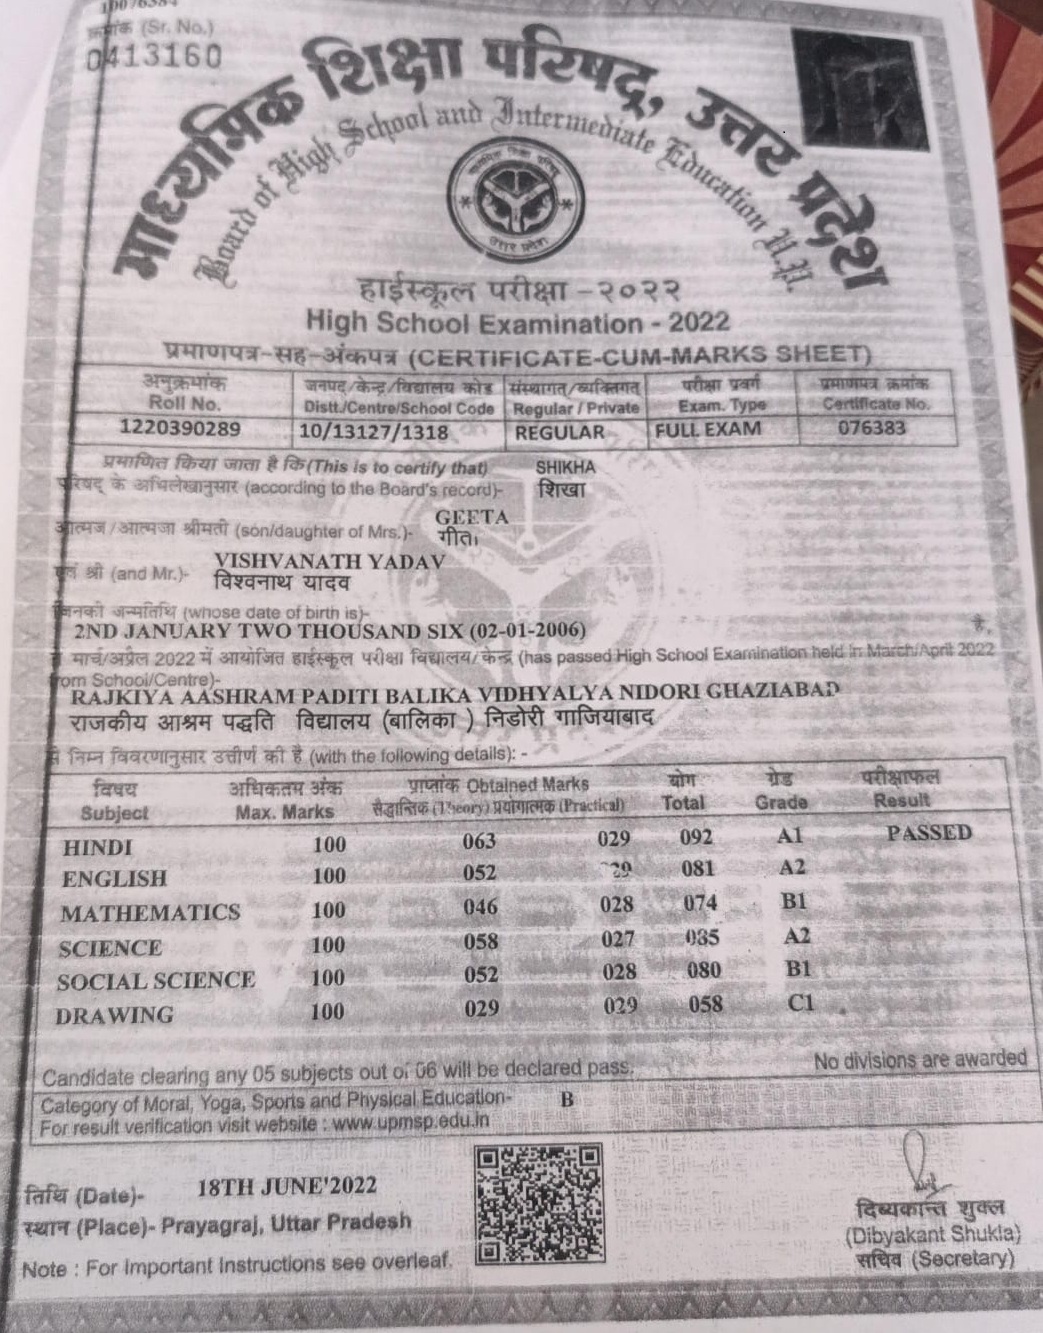 क्रमांक (Sr. No.)
0413160
माध्यमिक शिक्षा परिषद्, उत्तर प्रदेश
Board of High School and Intermediate Education U.P.
उत्तर प्रदेश
हाईस्कूल परीक्षा -२०२२
High School Examination - 2022
प्रमाणपत्र-सह-अंकपत्र (CERTIFICATE-CUM-MARKS SHEET)
अनुक्रमांक जनपद/केन्द्र/विद्यालय कोड संस्थागत/व्यक्तिगत परीक्षा प्रवर्ग प्रमाणपत्र क्रमांक
Roll No. Distt./Centre/School Code Regular / Private Exam. Type Certificate No.
1220390289 10/13127/1318 REGULAR FULL EXAM 076383
प्रमाणित किया जाता है कि (This is to certify that) SHIKHA
परिषद् के अभिलेखानुसार (according to the Board's record)- शिखा
GEETA
आत्मज/आत्मजा श्रीमती (son/daughter of Mrs.)- गीता
VISHVANATH YADAV
एवं श्री (and Mr.)- विश्वनाथ यादव
जिनकी जन्मतिथि (whose date of birth is)-
2ND JANUARY TWO THOUSAND SIX (02-01-2006) है,
ने मार्च/अप्रैल 2022 में आयोजित हाईस्कूल परीक्षा विद्यालय/केन्द्र (has passed High School Examination held in March/April 2022
from School/Centre)-
RAJKIYA AASHRAM PADITI BALIKA VIDHYALYA NIDORI GHAZIABAD
राजकीय आश्रम पद्धति विद्यालय (बालिका ) निडोरी गाजियाबाद
से निम्न विवरणानुसार उत्तीर्ण की है (with the following details): -
विषय अधिकतम अंक प्राप्तांक Obtained Marks योग ग्रेड परीक्षाफल
Subject Max. Marks सैद्धान्तिक (Theory) प्रयोगात्मक (Practical) Total Grade Result
HINDI 100 063 029 092 A1 PASSED
ENGLISH 100 052 29 081 A2
MATHEMATICS 100 046 028 074 B1
SCIENCE 100 058 027 085 A2
SOCIAL SCIENCE 100 052 028 080 B1
DRAWING 100 029 029 058 C1
Candidate clearing any 05 subjects out of 06 will be declared pass. No divisions are awarded
Category of Moral, Yoga, Sports and Physical Education- B
For result verification visit website : www.upmsp.edu.in
तिथि (Date)- 18TH JUNE'2022
स्थान (Place)- Prayagraj, Uttar Pradesh
Note : For Important Instructions see overleaf.
दिब्यकान्त शुक्ल
(Dibyakant Shukla)
सचिव (Secretary)